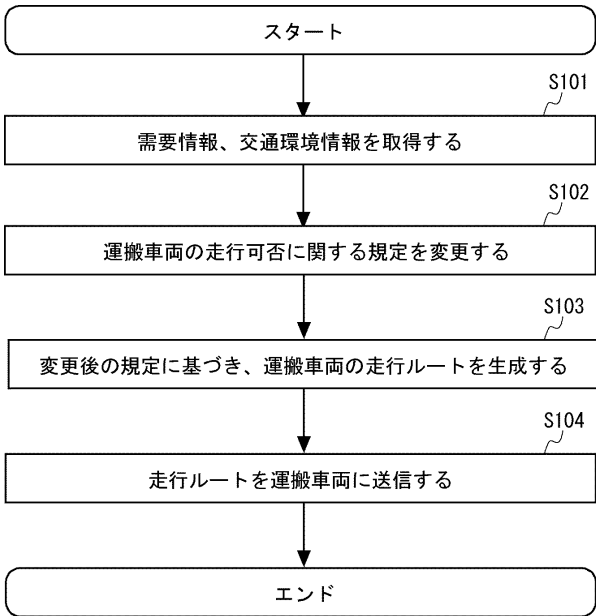 スタート
S101
需要情報、交通環境情報を取得する
S102
運搬車両の走行可否に関する規定を変更する
S103
変更後の規定に基づき、運搬車両の走行ルートを生成する
S104
走行ルートを運搬車両に送信する
エンド